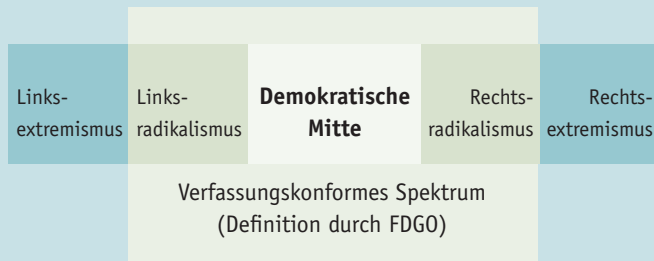 Links-
extremismus
Links-
radikalismus
Demokratische
Mitte
Rechts-
radikalismus
Rechts-
extremismus
Verfassungskonformes Spektrum
(Definition durch FDGO)